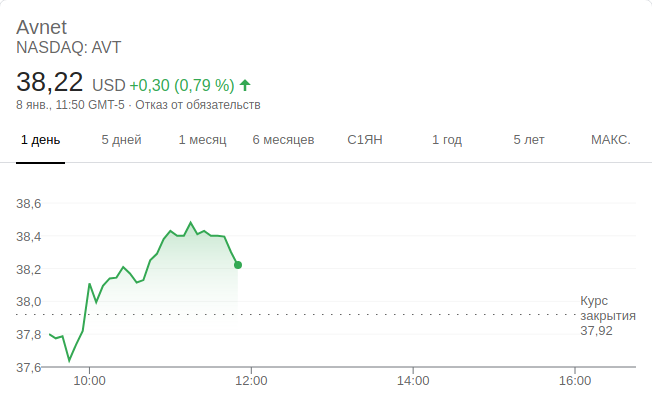 Avnet
NASDAQ: AVT
38,22 USD +0,30 (0,79 %)
8 янв., 11:50 GMT-5 · Отказ от обязательств
1 день 5 дней 1 месяц 6 месяцев С1ЯН 1 год 5 лет МАКС.
38,6
38,4
38,2
38,0
37,8
37,6
Курс
закрытия
37,92
10:00 12:00 14:00 16:00